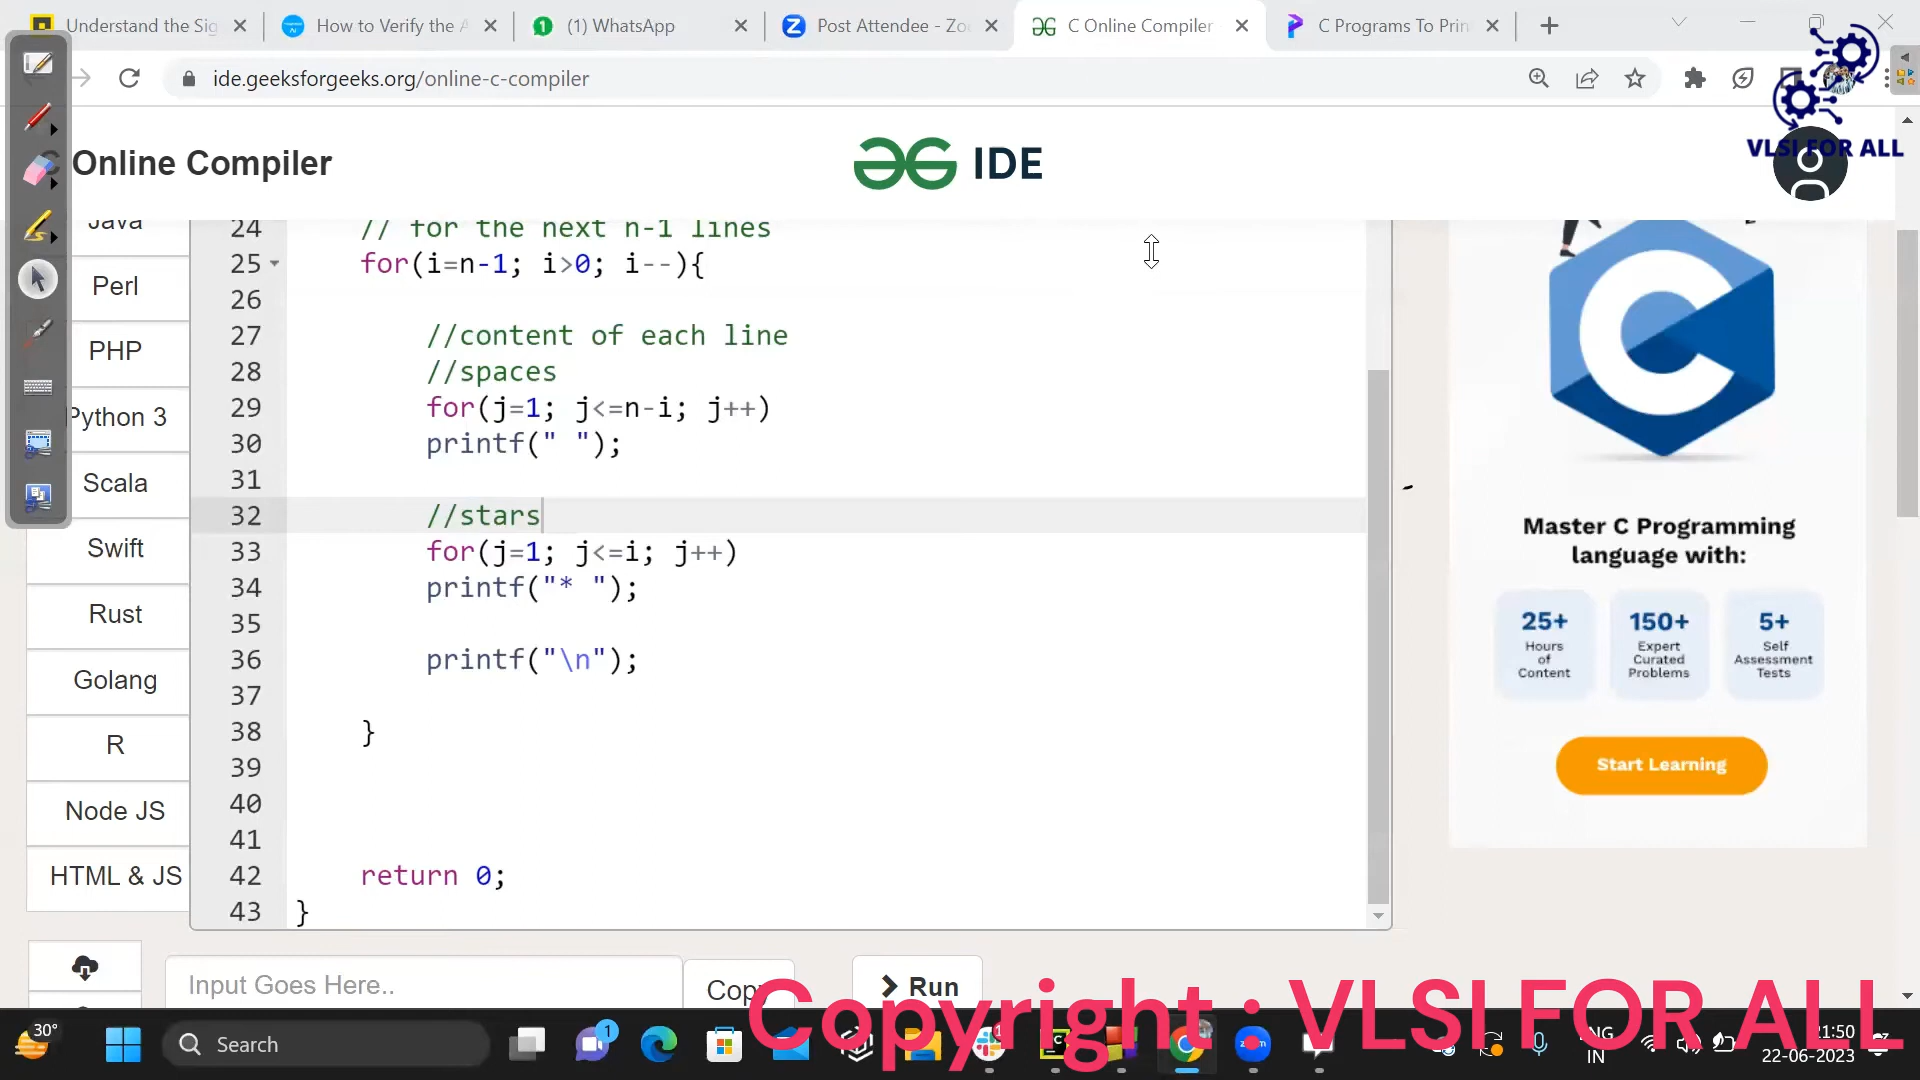 Understand the Sig
How to Verify the A
(1) WhatsApp
Post Attendee - Zo
C Online Compiler
C Programs To Prin
ide.geeksforgeeks.org/online-c-compiler
VLSI FOR ALL
Online Compiler
IDE
Java
Perl
PHP
Python 3
Scala
Swift
Rust
Golang
R
Node JS
HTML & JS
24 // for the next n-1 lines
25 for(i=n-1; i>0; i--){
26
27 //content of each line
28 //spaces
29 for(j=1; j<=n-i; j++)
30 printf(" ");
31
32 //stars
33 for(j=1; j<=i; j++)
34 printf("* ");
35
36 printf("\n");
37
38 }
39
40
41
42 return 0;
43 }
Master C Programming
language with:
25+
Hours
of
Content
150+
Expert
Curated
Problems
5+
Self
Assessment
Tests
Start Learning
Input Goes Here..
Copy
Run
Copyright : VLSI FOR ALL
30°
Search
1
ENG
IN
21:50
22-06-2023